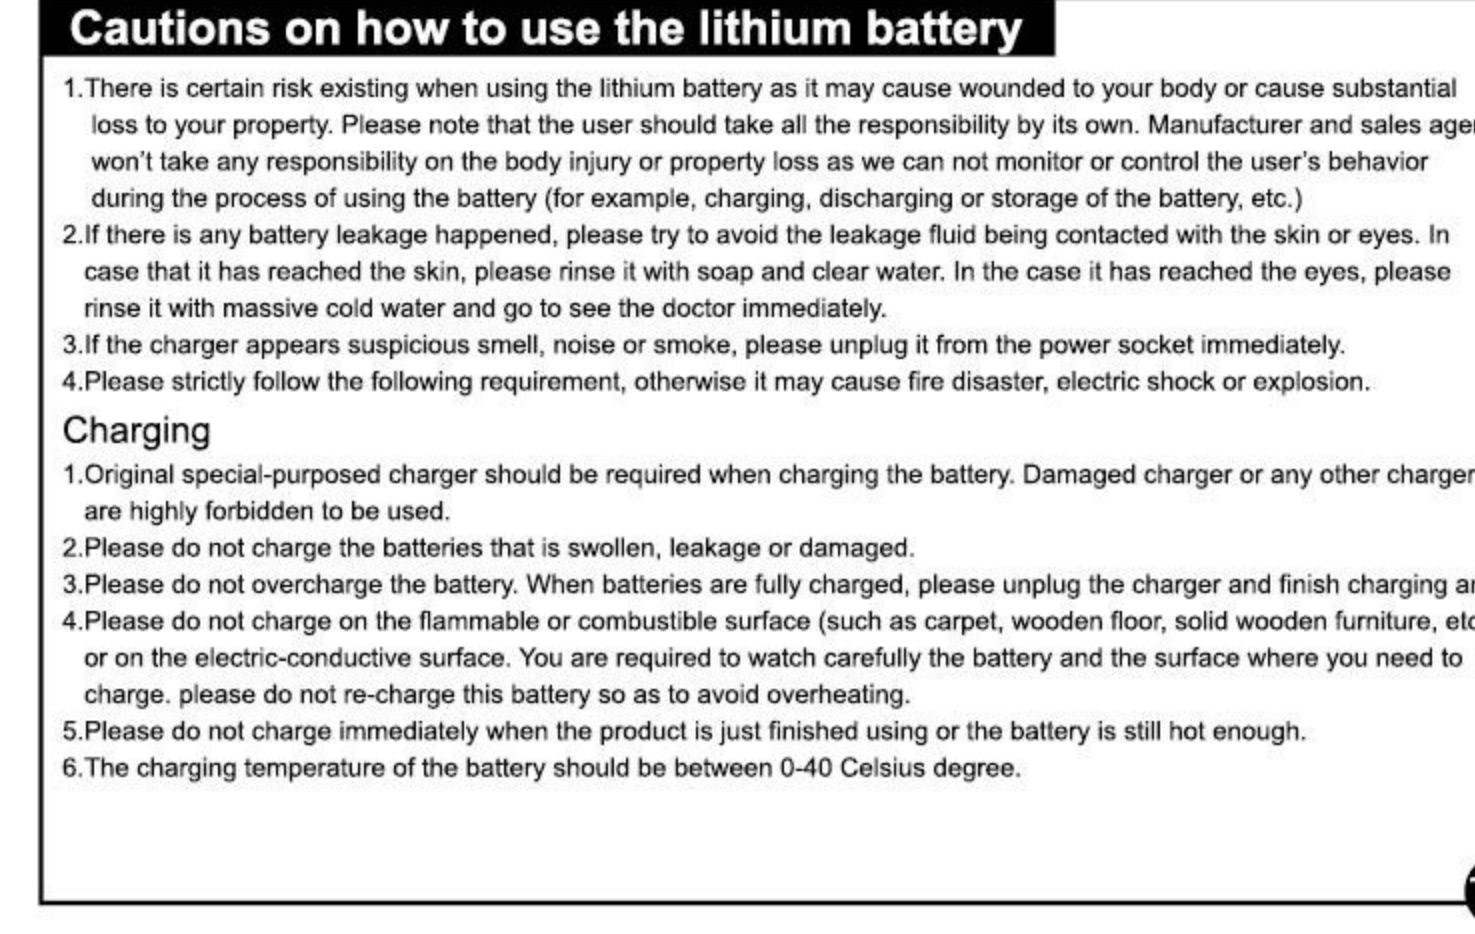 Cautions on how to use the lithium battery
1.There is certain risk existing when using the lithium battery as it may cause wounded to your body or cause substantial
loss to your property. Please note that the user should take all the responsibility by its own. Manufacturer and sales
won't take any responsibility on the body injury or property loss as we can not monitor or control the user's behavior
during the process of using the battery (for example, charging, discharging or storage of the battery, etc.)
2.If there is any battery leakage happened, please try to avoid the leakage fluid being contacted with the skin or eyes. In
case that it has reached the skin, please rinse it with soap and clear water. In the case it has reached the eyes, please
rinse it with massive cold water and go to see the doctor immediately.
3.If the charger appears suspicious smell, noise or smoke, please unplug it from the power socket immediately.
4.Please strictly follow the following requirement, otherwise it may cause fire disaster, electric shock or explosion.
Charging
1.Original special-purposed charger should be required when charging the battery. Damaged charger or any other charger
are highly forbidden to be used.
2.Please do not charge the batteries that is swollen, leakage or damaged.
3.Please do not overcharge the battery. When batteries are fully charged, please unplug the charger and finish charging
4.Please do not charge on the flammable or combustible surface (such as carpet, wooden floor, solid wooden furniture, etc
or on the electric-conductive surface. You are required to watch carefully the battery and the surface where you need to
charge. please do not re-charge this battery so as to avoid overheating.
5.Please do not charge immediately when the product is just finished using or the battery is still hot enough.
6.The charging temperature of the battery should be between 0-40 Celsius degree.